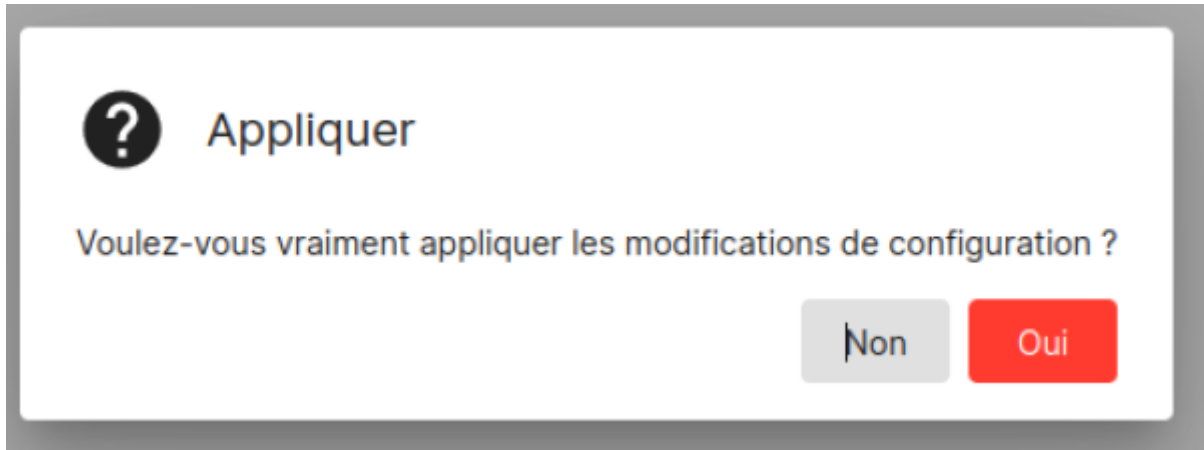 Appliquer
Voulez-vous vraiment appliquer les modifications de configuration ?
Non Oui